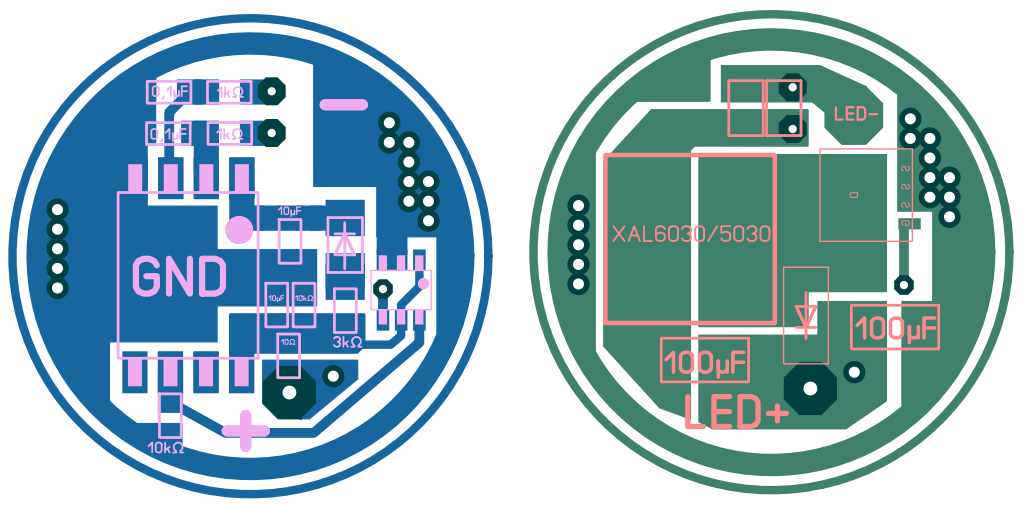 0,1µF 1kΩ
0,1µF 1kΩ
10µF
GND
10µF 10kΩ
10Ω 3kΩ
10kΩ
LED-
S
S
S
G
XAL6030/5030
100µF
100µF
LED+